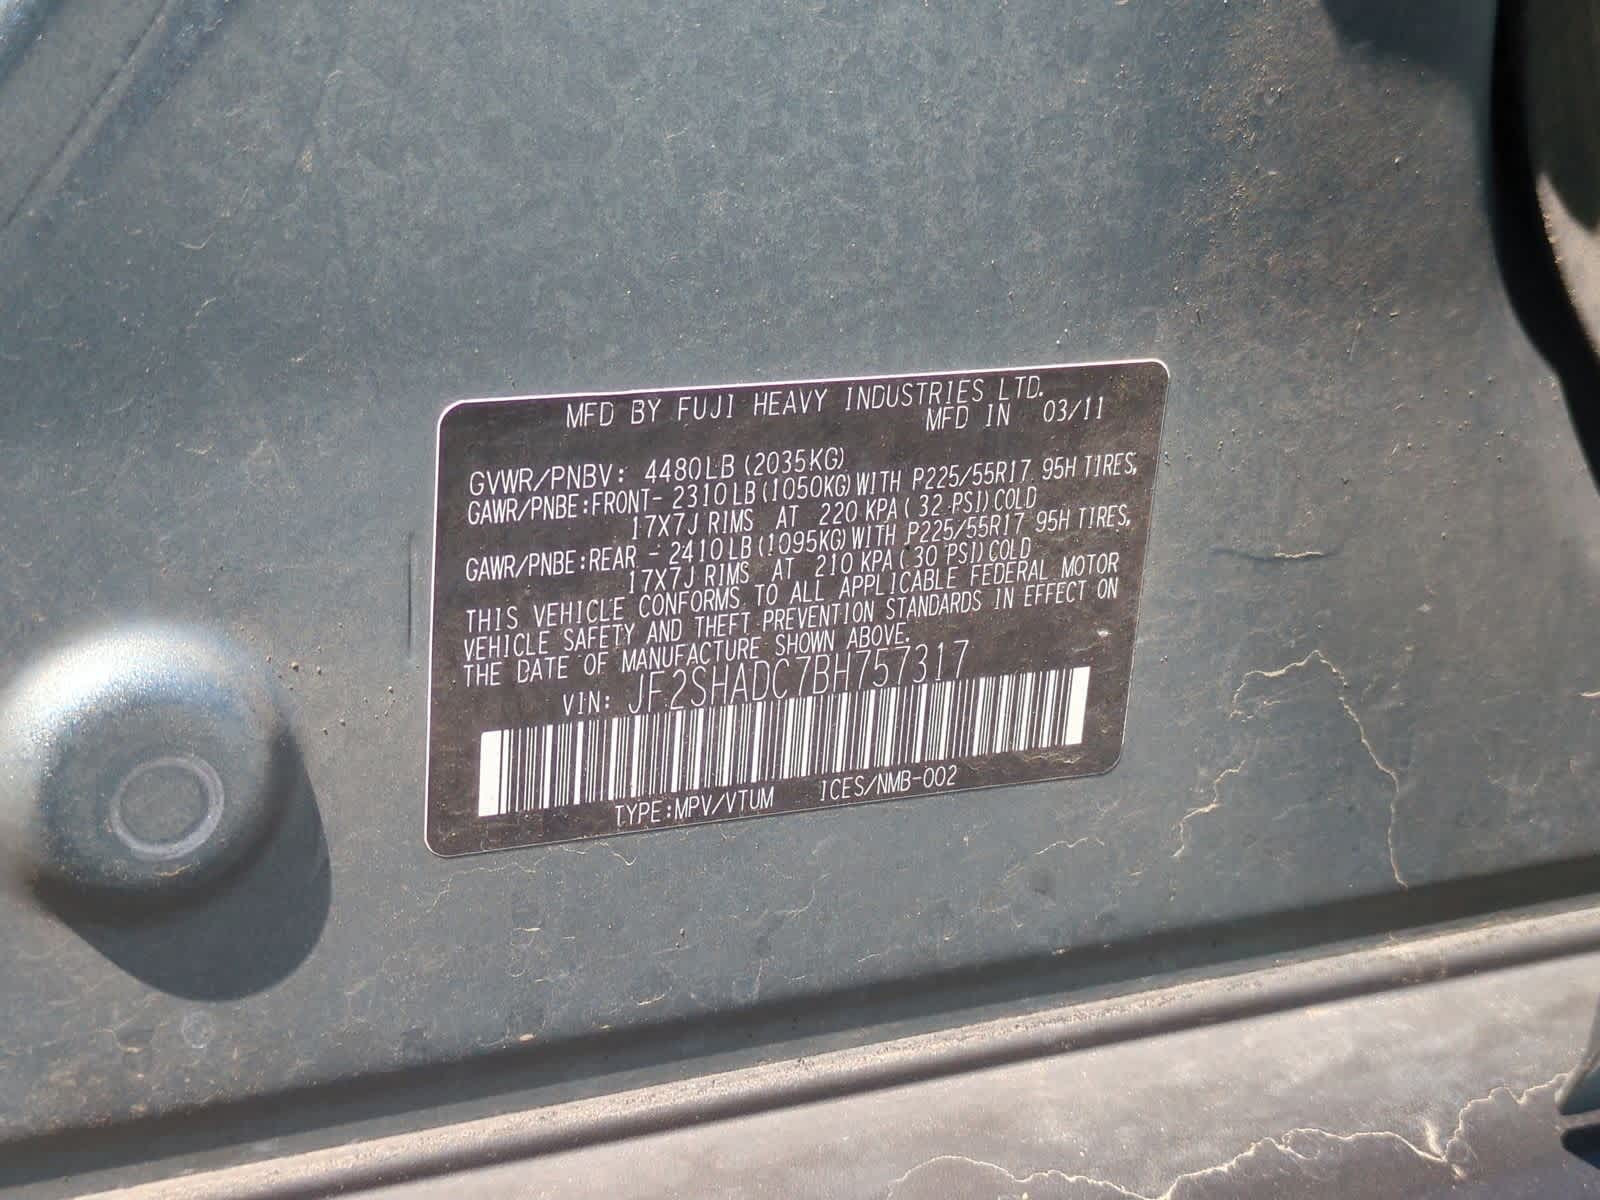 MFD BY FUJI HEAVY INDUSTRIES LTD.
MFD IN 03/11
GVWR/PNBV: 4480LB (2035KG)
GAWR/PNBE:FRONT- 2310LB (1050KG) WITH P225/55R17 95H TIRES,
17X7J RIMS AT 220 KPA ( 32 PSI) COLD
GAWR/PNBE:REAR - 2410LB (1095KG) WITH P225/55R17 95H TIRES,
17X7J RIMS AT 210 KPA (30 PSI) COLD
THIS VEHICLE CONFORMS TO ALL APPLICABLE FEDERAL MOTOR
VEHICLE SAFETY AND THEFT PREVENTION STANDARDS IN EFFECT ON
THE DATE OF MANUFACTURE SHOWN ABOVE.
VIN: JF2SHADC7BH757317
TYPE:MPV/VTUM ICES/NMB-002